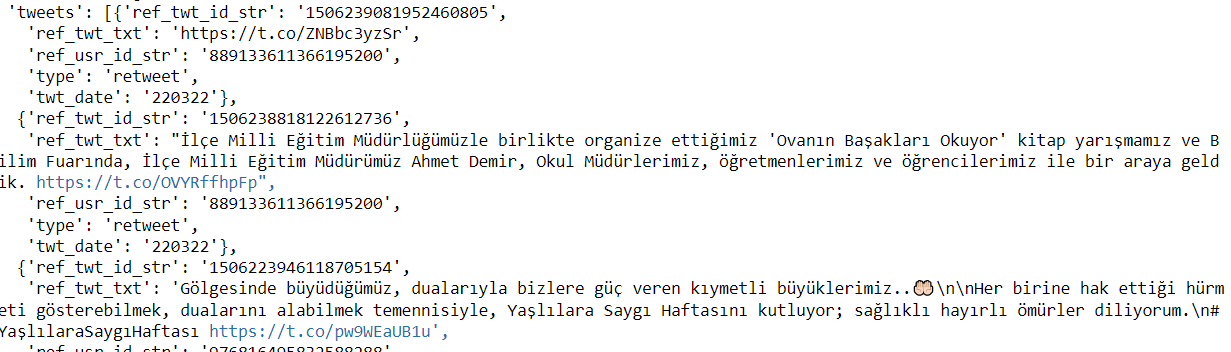 'tweets': [{'ref_twt_id_str': '1506239081952460805',
'ref_twt_txt': 'https://t.co/ZNBbc3yzSr',
'ref_usr_id_str': '889133611366195200',
'type': 'retweet',
'twt_date': '220322'},
{'ref_twt_id_str': '1506238818122612736',
'ref_twt_txt': "İlçe Milli Eğitim Müdürlüğümüzle birlikte organize ettiğimiz 'Ovanın Başakları Okuyor' kitap yarışmamız ve B
ilim Fuarında, İlçe Milli Eğitim Müdürümüz Ahmet Demir, Okul Müdürlerimiz, öğretmenlerimiz ve öğrencilerimiz ile bir araya geld
ik. https://t.co/OVYRffhpFp",
'ref_usr_id_str': '889133611366195200',
'type': 'retweet',
'twt_date': '220322'},
{'ref_twt_id_str': '1506223946118705154',
'ref_twt_txt': 'Gölgesinde büyüdüğümüz, dualarıyla bizlere güç veren kıymetli büyüklerimiz..🤲🏻\n\nHer birine hak ettiği hürm
eti gösterebilmek, dualarını alabilmek temennisiyle, Yaşlılara Saygı Haftasını kutluyor; sağlıklı hayırlı ömürler diliyorum.\n#
YaşlılaraSaygıHaftası https://t.co/pw9WEaUB1u',